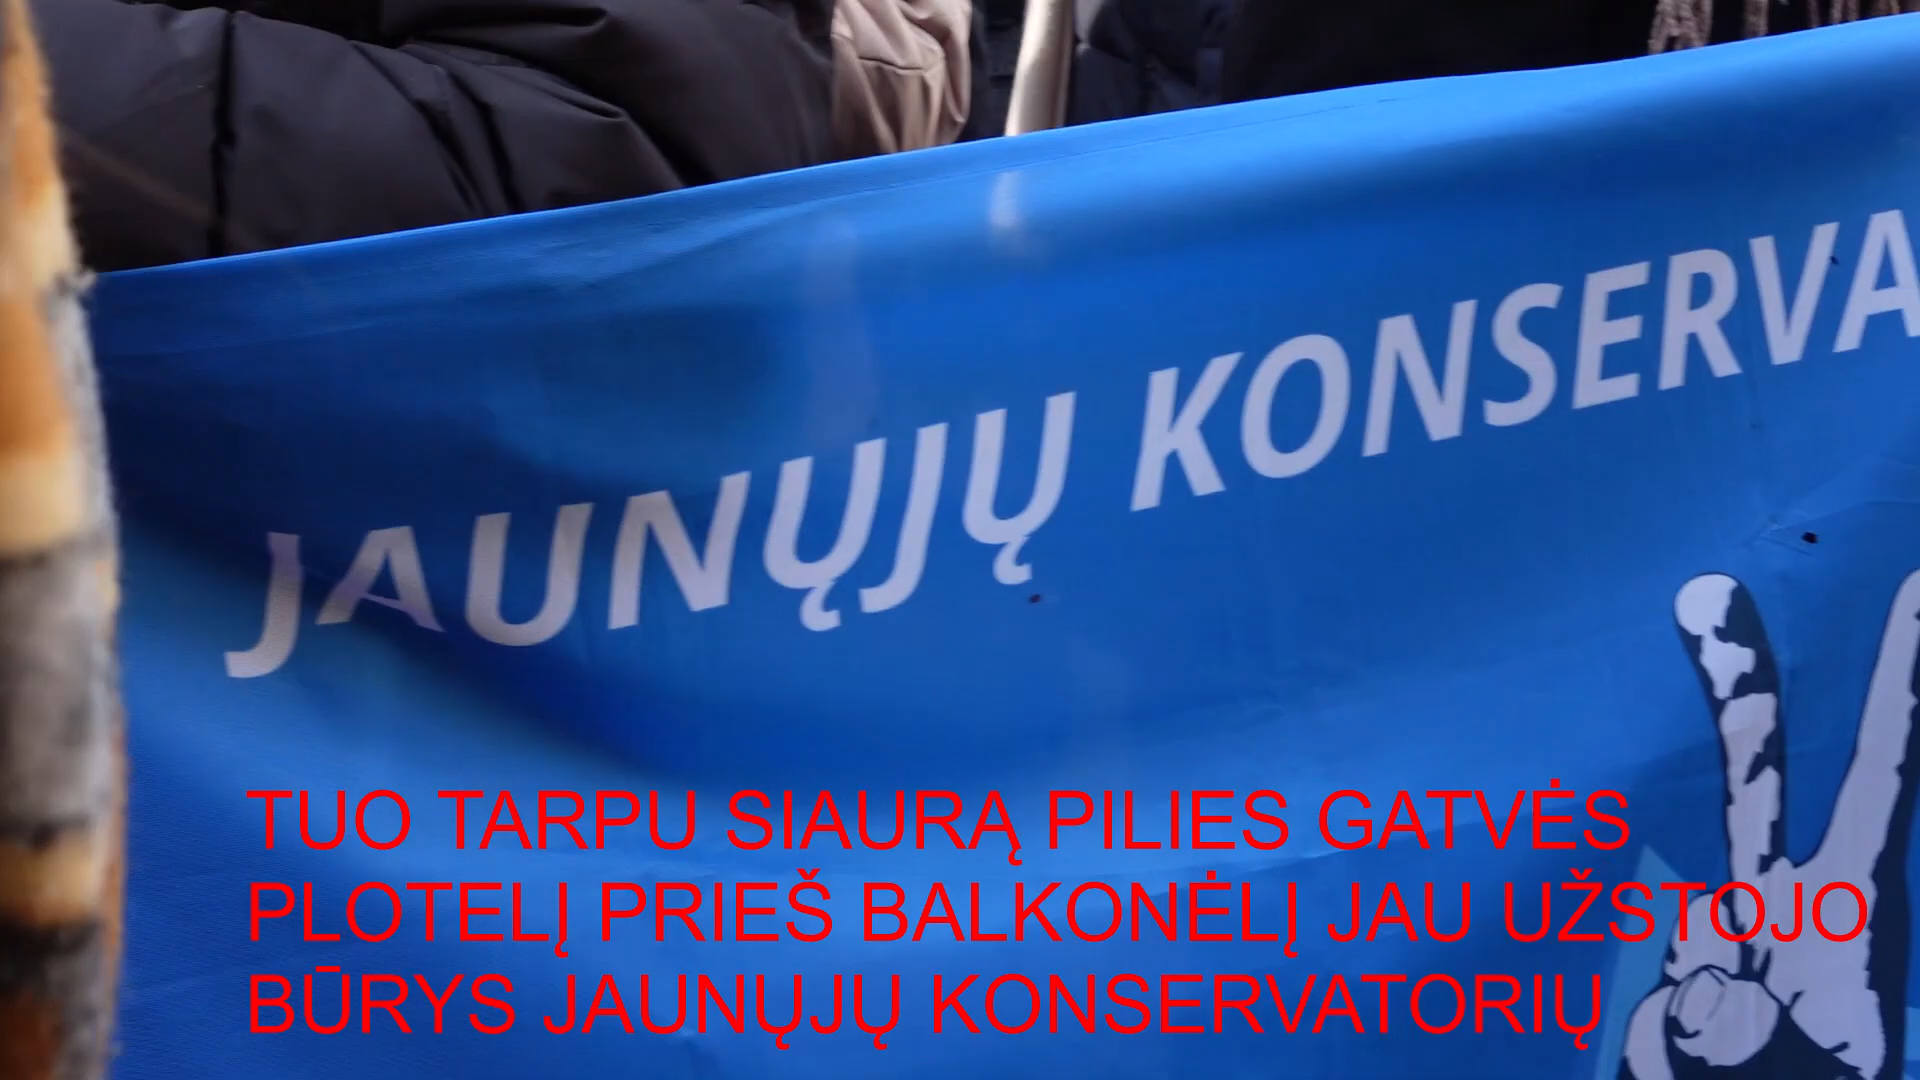 JAUNŲJŲ KONSERVA
TUO TARPU SIAURĄ PILIES GATVĖS
PLOTELĮ PRIEŠ BALKONĖLĮ JAU UŽSTOJO
BŪRYS JAUNŲJŲ KONSERVATORIŲ